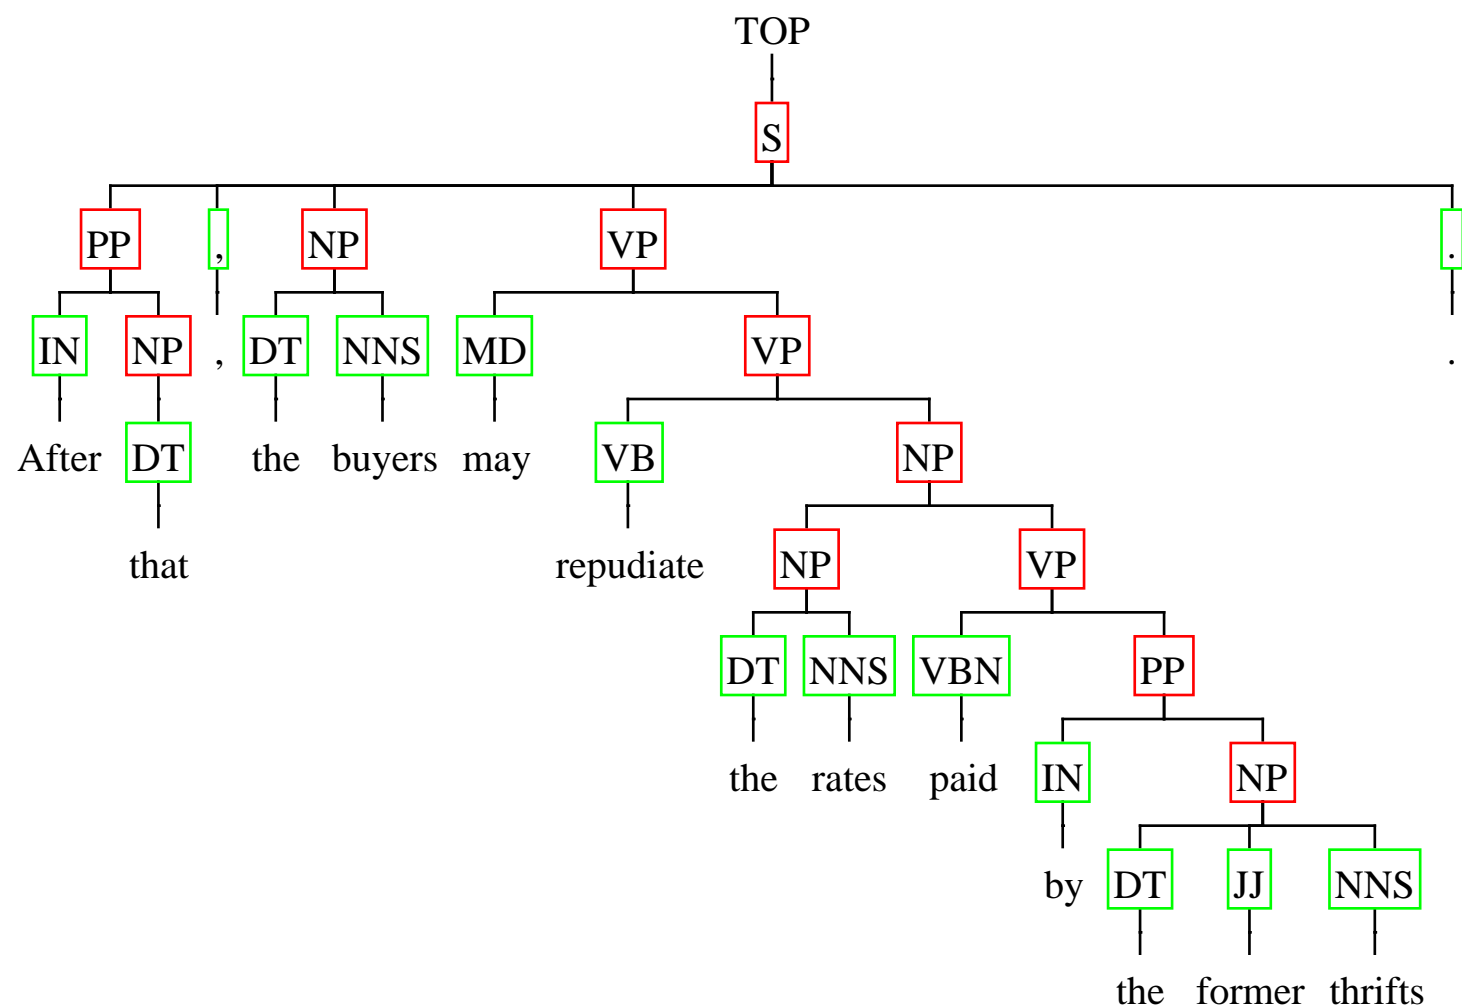 TOP
S
PP , NP VP .
IN NP , DT NNS MD VP .
After DT the buyers may VB NP
that repudiate NP VP
DT NNS VBN PP
the rates paid IN NP
by DT JJ NNS
the former thrifts